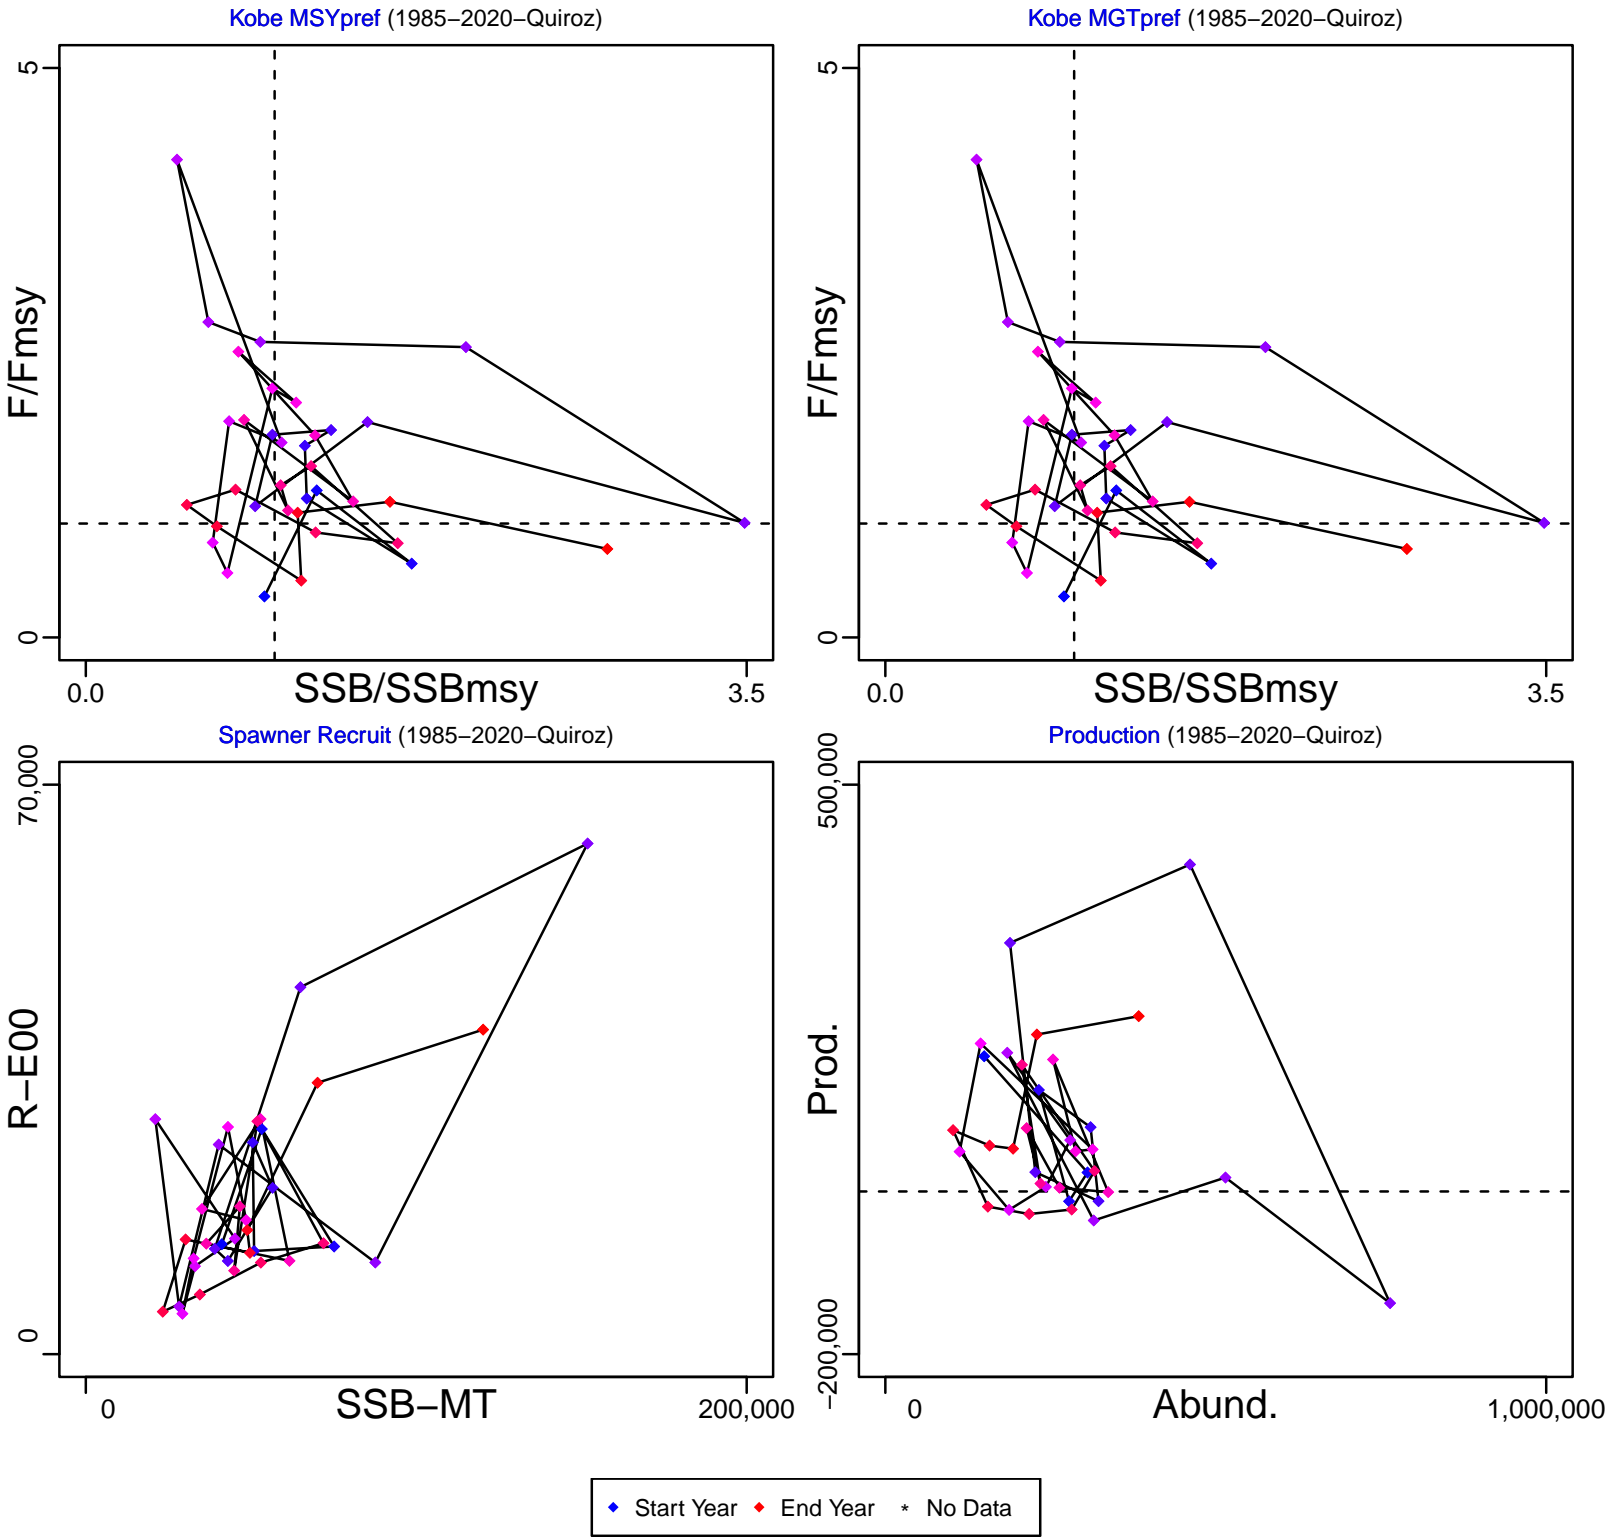 Kobe MSYpref (1985−2020−Quiroz)
F/Fmsy
5
0
0.0
3.5
SSB/SSBmsy
Kobe MGTpref (1985−2020−Quiroz)
F/Fmsy
5
0
0.0
3.5
SSB/SSBmsy
Spawner Recruit (1985−2020−Quiroz)
R−E00
70,000
0
0
200,000
SSB−MT
Production (1985−2020−Quiroz)
Prod.
500,000
−200,000
0
1,000,000
Abund.
Start Year End Year * No Data